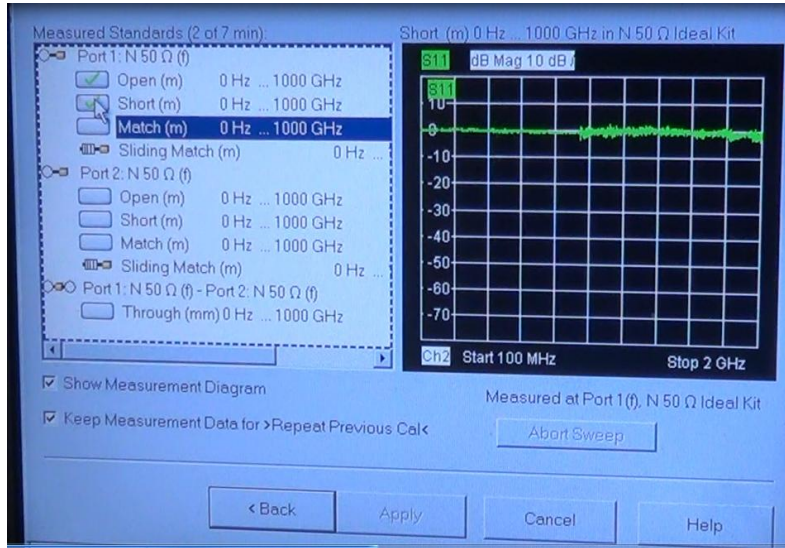 Measured Standards (2 of 7 min):
Port 1: N 50 Ω (f)
Open (m) 0 Hz ... 1000 GHz
Short (m) 0 Hz ... 1000 GHz
Match (m) 0 Hz ... 1000 GHz
Sliding Match (m) 0 Hz ...
Port 2: N 50 Ω (f)
Open (m) 0 Hz ... 1000 GHz
Short (m) 0 Hz ... 1000 GHz
Match (m) 0 Hz ... 1000 GHz
Sliding Match (m) 0 Hz ...
Port 1: N 50 Ω (f) - Port 2: N 50 Ω (f)
Through (mm) 0 Hz ... 1000 GHz
Short (m) 0 Hz ... 1000 GHz in N 50 Ω Ideal Kit
S11 dB Mag 10 dB /
S11
10
0
-10
-20
-30
-40
-50
-60
-70
Ch2 Start 100 MHz Stop 2 GHz
Show Measurement Diagram
Measured at Port 1(f), N 50 Ω Ideal Kit
Keep Measurement Data for >Repeat Previous Cal<
Abort Sweep
< Back
Apply
Cancel
Help